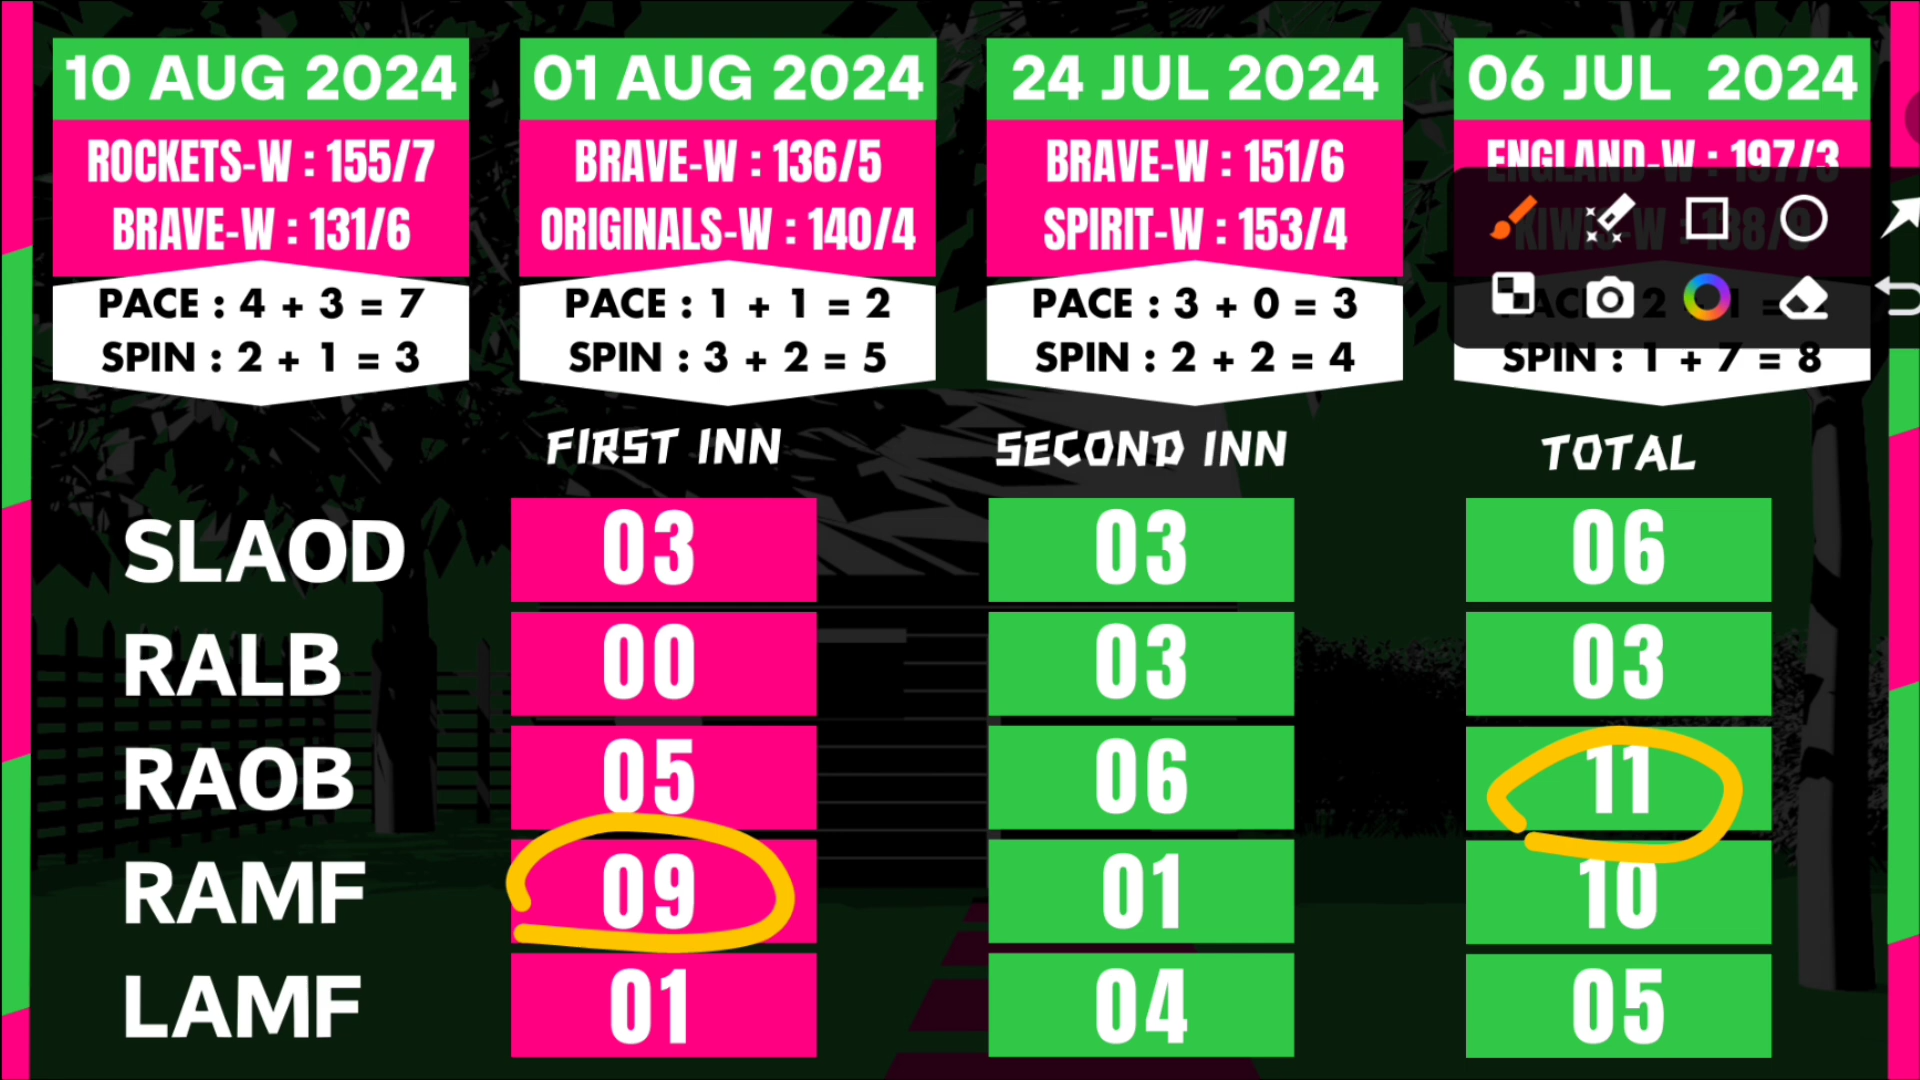 10 AUG 2024
ROCKETS-W : 155/7
BRAVE-W : 131/6
PACE : 4 + 3 = 7
SPIN : 2 + 1 = 3
01 AUG 2024
BRAVE-W : 136/5
ORIGINALS-W : 140/4
PACE : 1 + 1 = 2
SPIN : 3 + 2 = 5
24 JUL 2024
BRAVE-W : 151/6
SPIRIT-W : 153/4
PACE : 3 + 0 = 3
SPIN : 2 + 2 = 4
06 JUL 2024
ENGLAND-W : 197/3
SPIN : 1 + 7 = 8
FIRST INN SECOND INN TOTAL
SLAOD 03 03 06
RALB 00 03 03
RAOB 05 06 11
RAMF 09 01 10
LAMF 01 04 05